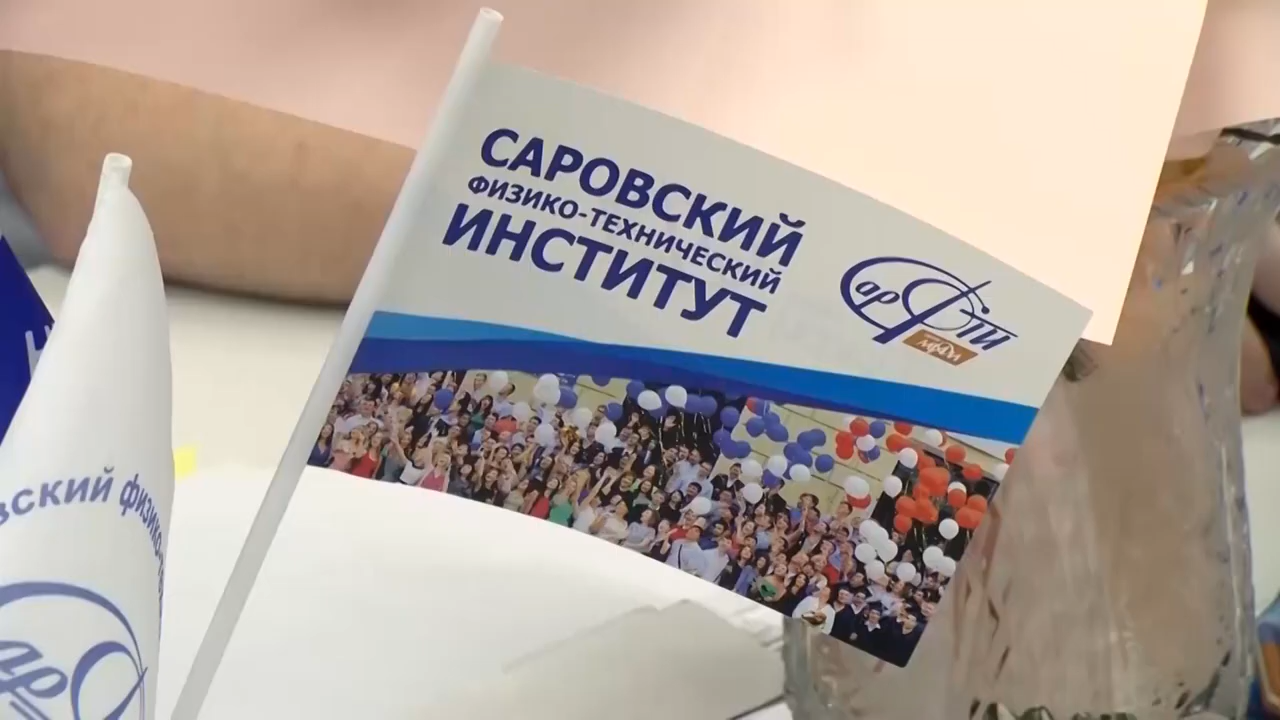 САРОВСКИЙ
ФИЗИКО-ТЕХНИЧЕСКИЙ
ИНСТИТУТ
СарФТИ
МИФИ
вский физико-т